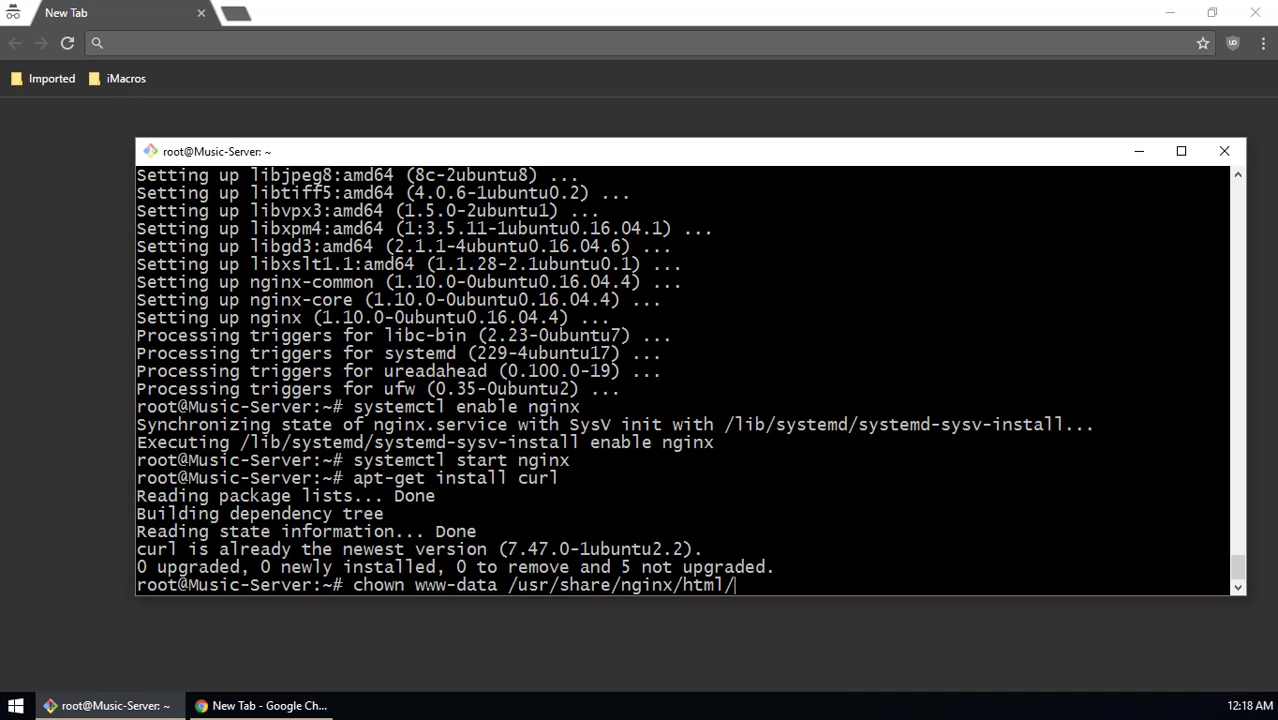 New Tab
Imported
iMacros
root@Music-Server: ~
Setting up libjpeg8:amd64 (8c-2ubuntu8) ...
Setting up libtiff5:amd64 (4.0.6-1ubuntu0.2) ...
Setting up libvpx3:amd64 (1.5.0-2ubuntu1) ...
Setting up libxpm4:amd64 (1:3.5.11-1ubuntu0.16.04.1) ...
Setting up libgd3:amd64 (2.1.1-4ubuntu0.16.04.6) ...
Setting up libxslt1.1:amd64 (1.1.28-2.1ubuntu0.1) ...
Setting up nginx-common (1.10.0-0ubuntu0.16.04.4) ...
Setting up nginx-core (1.10.0-0ubuntu0.16.04.4) ...
Setting up nginx (1.10.0-0ubuntu0.16.04.4) ...
Processing triggers for libc-bin (2.23-0ubuntu7) ...
Processing triggers for systemd (229-4ubuntu17) ...
Processing triggers for ureadahead (0.100.0-19) ...
Processing triggers for ufw (0.35-0ubuntu2) ...
root@Music-Server:~# systemctl enable nginx
Synchronizing state of nginx.service with SysV init with /lib/systemd/systemd-sysv-install...
Executing /lib/systemd/systemd-sysv-install enable nginx
root@Music-Server:~# systemctl start nginx
root@Music-Server:~# apt-get install curl
Reading package lists... Done
Building dependency tree
Reading state information... Done
curl is already the newest version (7.47.0-1ubuntu2.2).
0 upgraded, 0 newly installed, 0 to remove and 5 not upgraded.
root@Music-Server:~# chown www-data /usr/share/nginx/html/
root@Music-Server: ~
New Tab - Google Ch...
12:18 AM